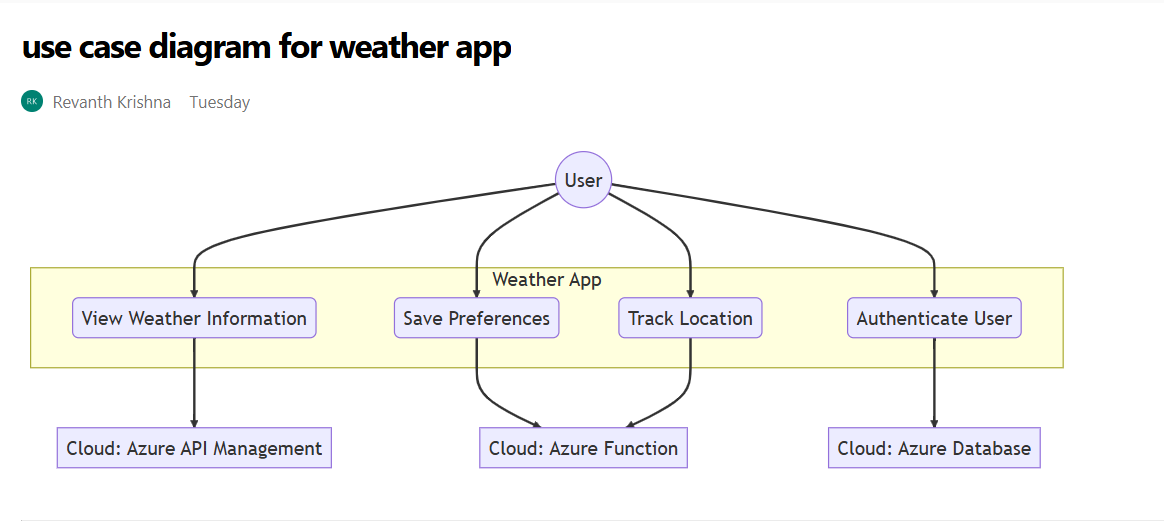 use case diagram for weather app
RK Revanth Krishna Tuesday
User
Weather App
View Weather Information Save Preferences Track Location Authenticate User
Cloud: Azure API Management Cloud: Azure Function Cloud: Azure Database